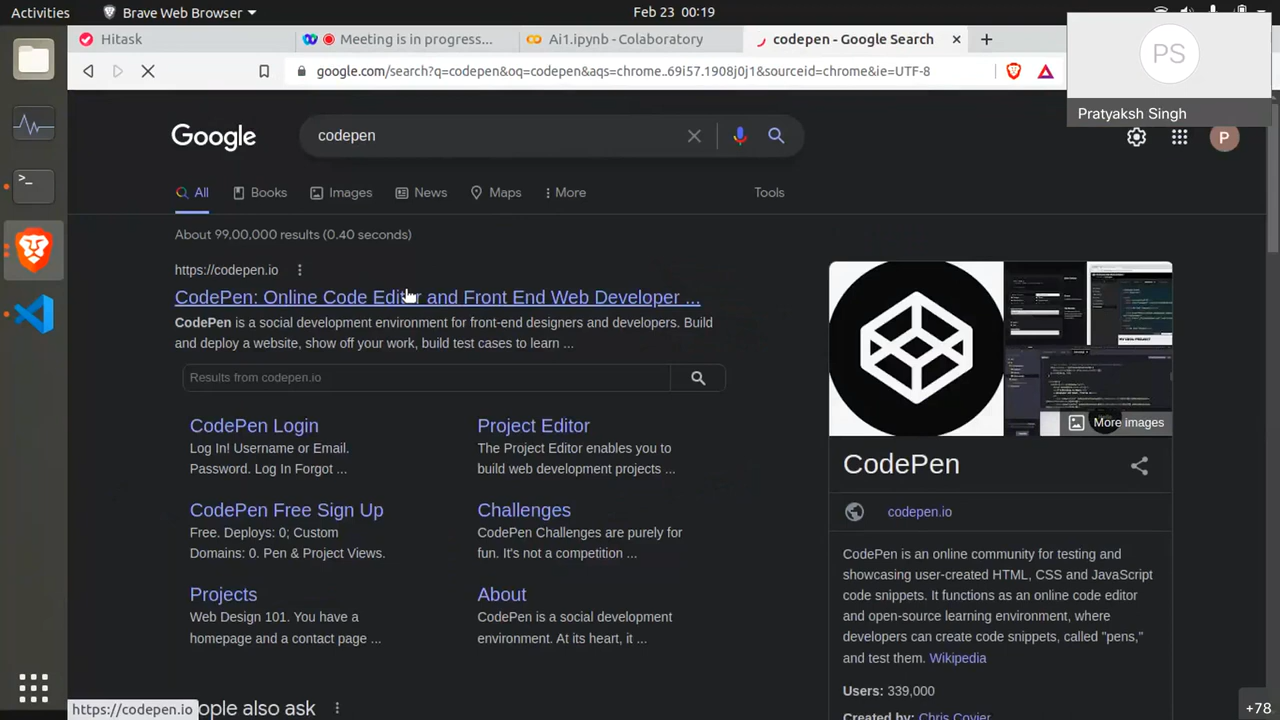 Activities
Brave Web Browser
Feb 23 00:19
Hitask
Meeting is in progress...
Ai1.ipynb - Colaboratory
codepen - Google Search
PS
Pratyaksh Singh
google.com/search?q=codepen&oq=codepen&aqs=chrome..69i57.1908j0j1&sourceid=chrome&ie=UTF-8
Google
codepen
P
All
Books
Images
News
Maps
More
Tools
About 99,00,000 results (0.40 seconds)
https://codepen.io
CodePen: Online Code Editor and Front End Web Developer ...
CodePen is a social development environment for front-end designers and developers. Build
and deploy a website, show off your work, build test cases to learn ...
Results from codepen.io
CodePen Login
Log In! Username or Email.
Password. Log In Forgot ...
Project Editor
The Project Editor enables you to
build web development projects ...
CodePen Free Sign Up
Free. Deploys: 0; Custom
Domains: 0. Pen & Project Views.
Challenges
CodePen Challenges are purely for
fun. It's not a competition ...
Projects
Web Design 101. You have a
homepage and a contact page ...
About
CodePen is a social development
environment. At its heart, it ...
ople also ask
https://codepen.io
More images
CodePen
codepen.io
CodePen is an online community for testing and
showcasing user-created HTML, CSS and JavaScript
code snippets. It functions as an online code editor
and open-source learning environment, where
developers can create code snippets, called "pens,"
and test them. Wikipedia
Users: 339,000
Created by: Chris Coyier
+78